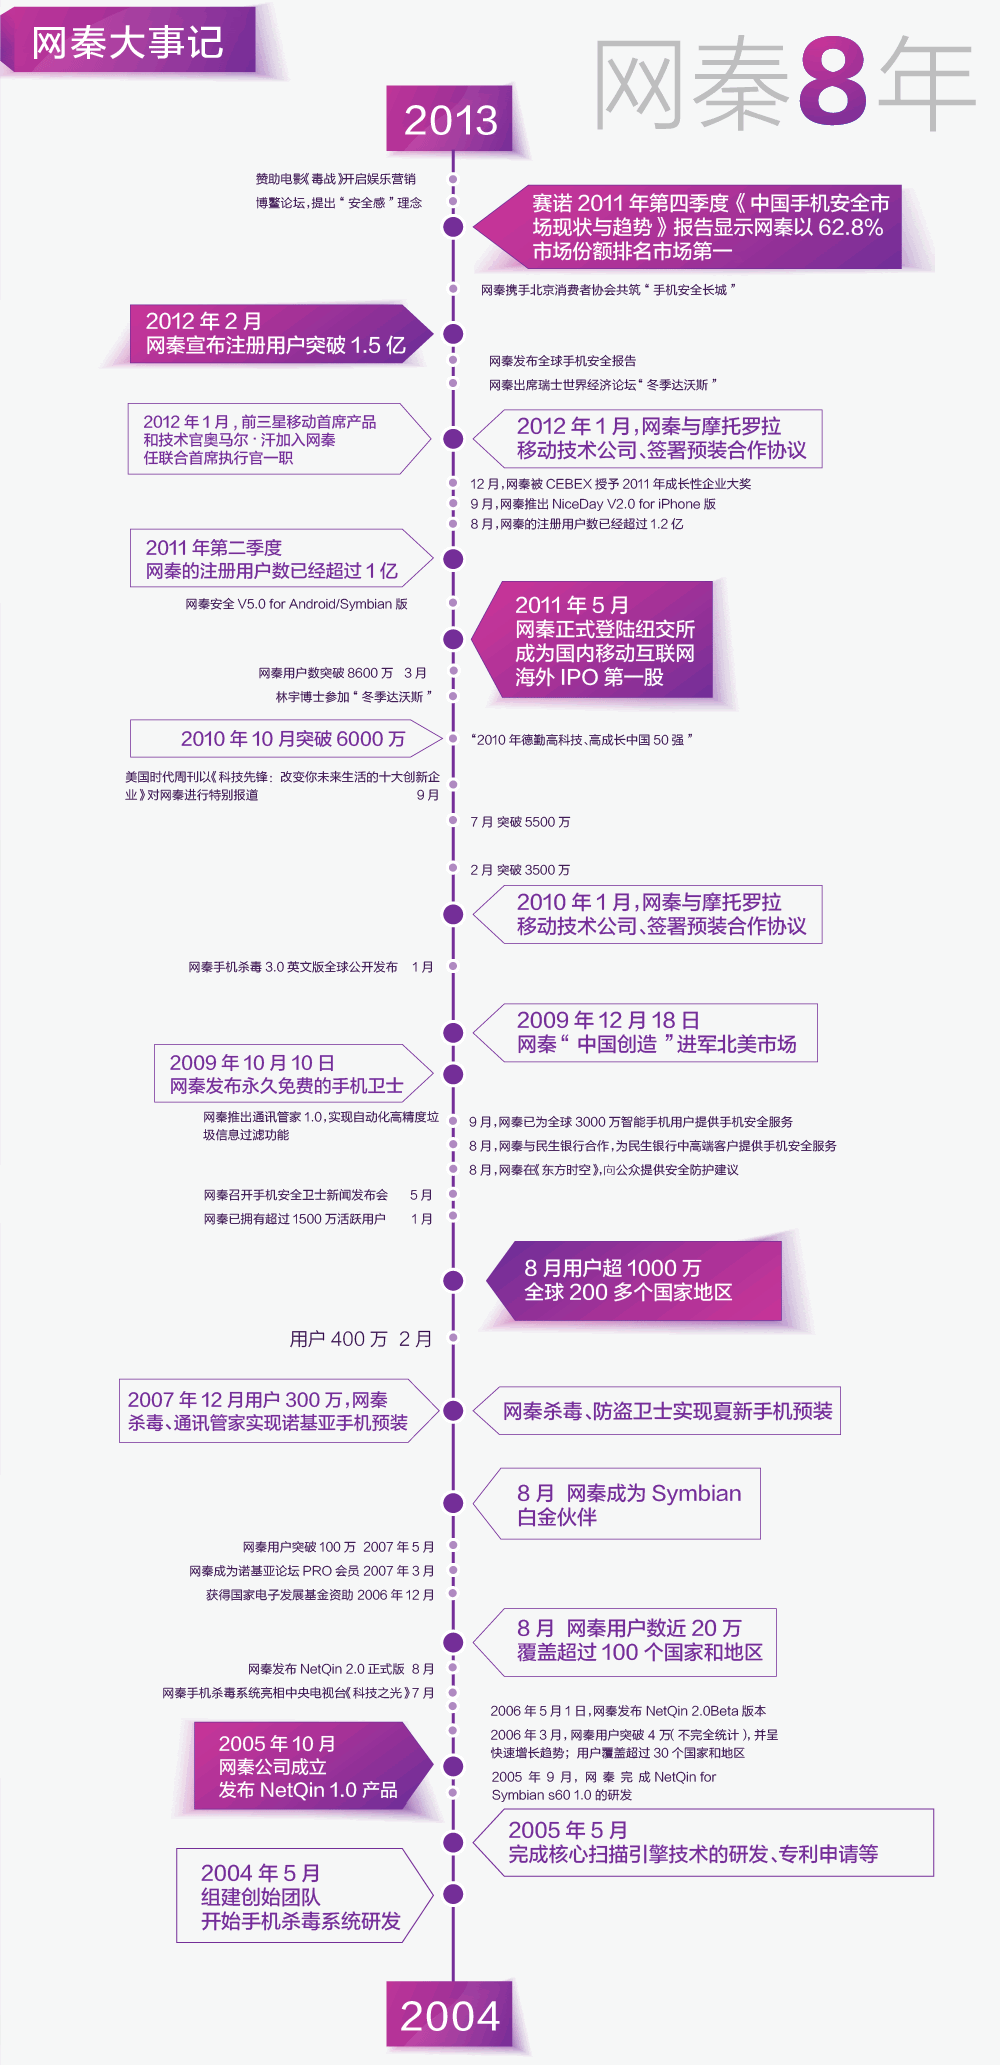 网秦大事记
网秦8年
2013
赞助电影《毒战》开启娱乐营销
博鳌论坛，提出“安全感”理念
赛诺 2011 年第四季度《中国手机安全市
场现状与趋势》报告显示网秦以 62.8%
市场份额排名市场第一
网秦携手北京消费者协会共筑“手机安全长城”
2012 年 2 月
网秦宣布注册用户突破 1.5 亿
网秦发布全球手机安全报告
网秦出席瑞士世界经济论坛“冬季达沃斯”
2012 年 1 月，前三星移动首席产品
和技术官奥马尔·汗加入网秦
任联合首席执行官一职
2012 年 1 月，网秦与摩托罗拉
移动技术公司、签署预装合作协议
12 月，网秦被 CEBEX 授予 2011 年成长性企业大奖
9 月，网秦推出 NiceDay V2.0 for iPhone 版
8 月，网秦的注册用户数已经超过 1.2 亿
2011 年第二季度
网秦的注册用户数已经超过 1 亿
网秦安全 V5.0 for Android/Symbian 版
2011 年 5 月
网秦正式登陆纽交所
成为国内移动互联网
海外 IPO 第一股
网秦用户数突破 8600 万 3 月
林宇博士参加“冬季达沃斯”
2010 年 10 月突破 6000 万
“2010 年德勤高科技、高成长中国 50 强”
美国时代周刊以《科技先锋：改变你未来生活的十大创新企
业》对网秦进行特别报道 9 月
7 月 突破 5500 万
2 月 突破 3500 万
2010 年 1 月，网秦与摩托罗拉
移动技术公司、签署预装合作协议
网秦手机杀毒 3.0 英文版全球公开发布 1 月
2009 年 12 月 18 日
网秦“中国创造”进军北美市场
2009 年 10 月 10 日
网秦发布永久免费的手机卫士
网秦推出通讯管家 1.0，实现自动化高精度垃
圾信息过滤功能
9 月，网秦已为全球 3000 万智能手机用户提供手机安全服务
8 月，网秦与民生银行合作，为民生银行中高端客户提供手机安全服务
8 月，网秦在《东方时空》，向公众提供安全防护建议
网秦召开手机安全卫士新闻发布会 5 月
网秦已拥有超过 1500 万活跃用户 1 月
8 月用户超 1000 万
全球 200 多个国家地区
用户 400 万 2 月
2007 年 12 月用户 300 万，网秦
杀毒、通讯管家实现诺基亚手机预装
网秦杀毒、防盗卫士实现夏新手机预装
8 月 网秦成为 Symbian
白金伙伴
网秦用户突破 100 万 2007 年 5 月
网秦成为诺基亚论坛 PRO 会员 2007 年 3 月
获得国家电子发展基金资助 2006 年 12 月
8 月 网秦用户数近 20 万
覆盖超过 100 个国家和地区
网秦发布 NetQin 2.0 正式版 8 月
网秦手机杀毒系统亮相中央电视台《科技之光》7 月
2006 年 5 月 1 日，网秦发布 NetQin 2.0Beta 版本
2006 年 3 月，网秦用户突破 4 万（不完全统计），并呈
快速增长趋势；用户覆盖超过 30 个国家和地区
2005 年 10 月
网秦公司成立
发布 NetQin 1.0 产品
2005 年 9 月，网秦完成 NetQin for
Symbian s60 1.0 的研发
2005 年 5 月
完成核心扫描引擎技术的研发、专利申请等
2004 年 5 月
组建创始团队
开始手机杀毒系统研发
2004